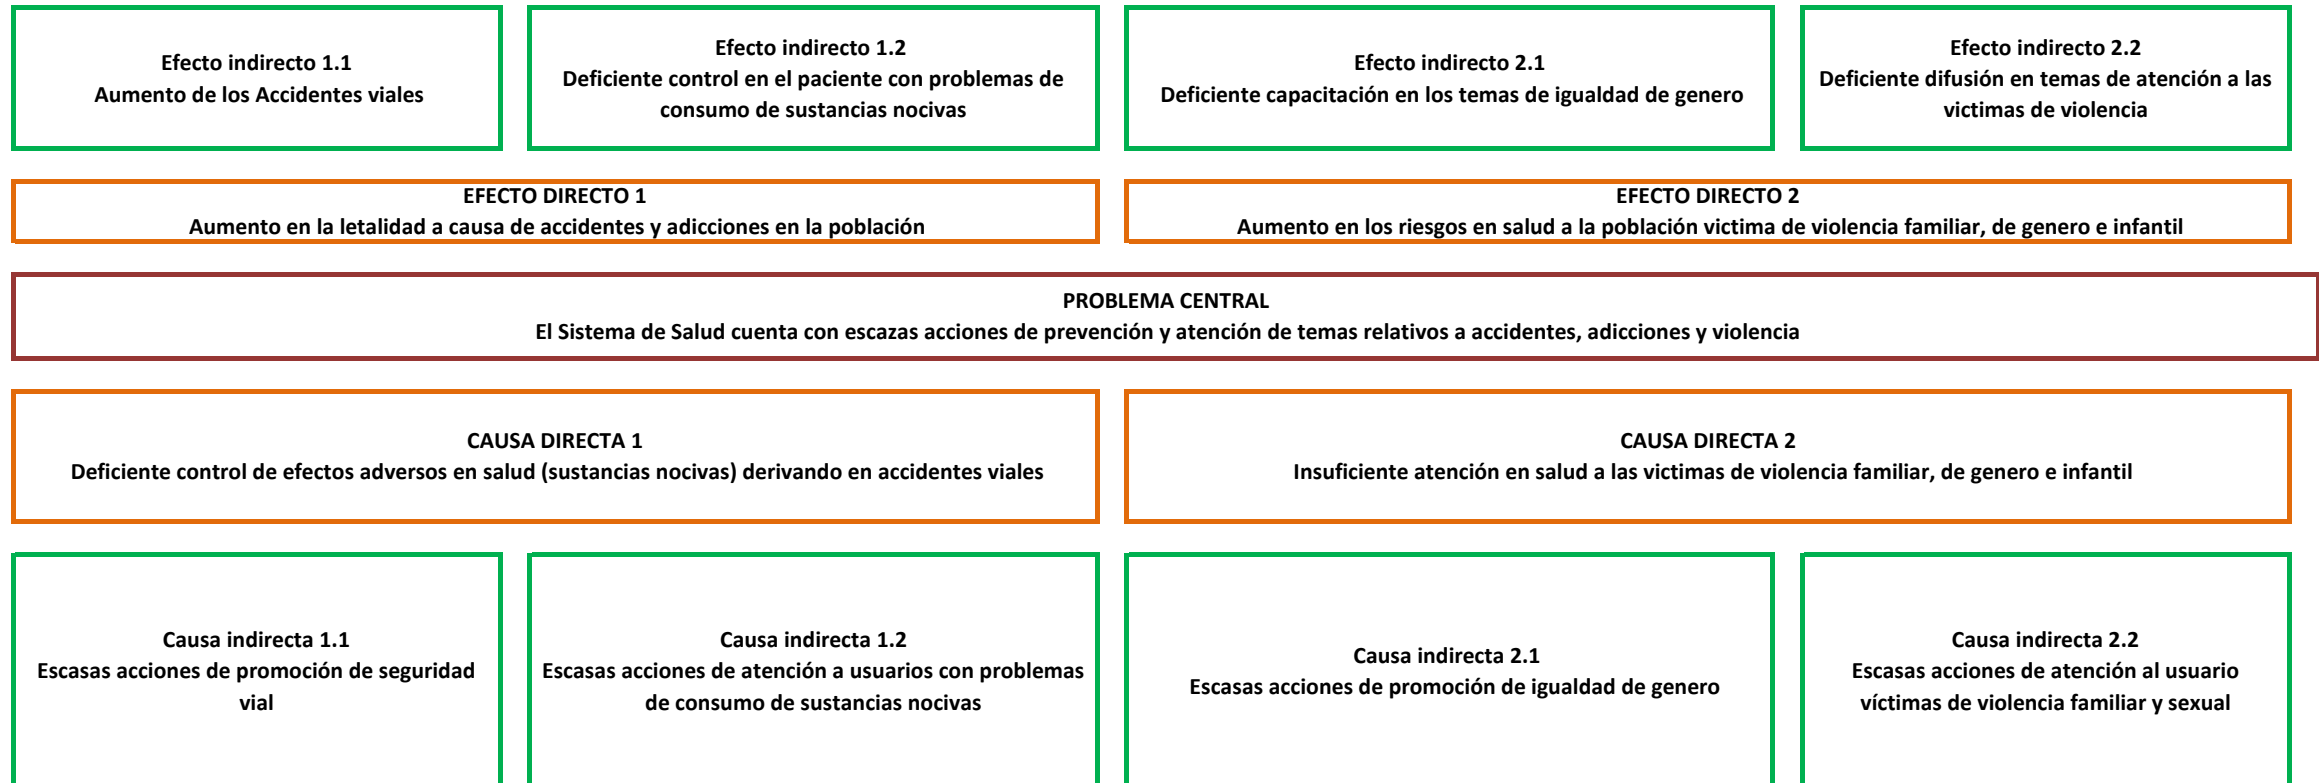 Efecto indirecto 1.1
Aumento de los Accidentes viales
Efecto indirecto 1.2
Deficiente control en el paciente con problemas de
consumo de sustancias nocivas
Efecto indirecto 2.1
Deficiente capacitación en los temas de igualdad de genero
Efecto indirecto 2.2
Deficiente difusión en temas de atención a las
victimas de violencia
EFECTO DIRECTO 1
Aumento en la letalidad a causa de accidentes y adicciones en la población
EFECTO DIRECTO 2
Aumento en los riesgos en salud a la población victima de violencia familiar, de genero e infantil
PROBLEMA CENTRAL
El Sistema de Salud cuenta con escazas acciones de prevención y atención de temas relativos a accidentes, adicciones y violencia
CAUSA DIRECTA 1
Deficiente control de efectos adversos en salud (sustancias nocivas) derivando en accidentes viales
CAUSA DIRECTA 2
Insuficiente atención en salud a las victimas de violencia familiar, de genero e infantil
Causa indirecta 1.1
Escasas acciones de promoción de seguridad
vial
Causa indirecta 1.2
Escasas acciones de atención a usuarios con problemas
de consumo de sustancias nocivas
Causa indirecta 2.1
Escasas acciones de promoción de igualdad de genero
Causa indirecta 2.2
Escasas acciones de atención al usuario
víctimas de violencia familiar y sexual